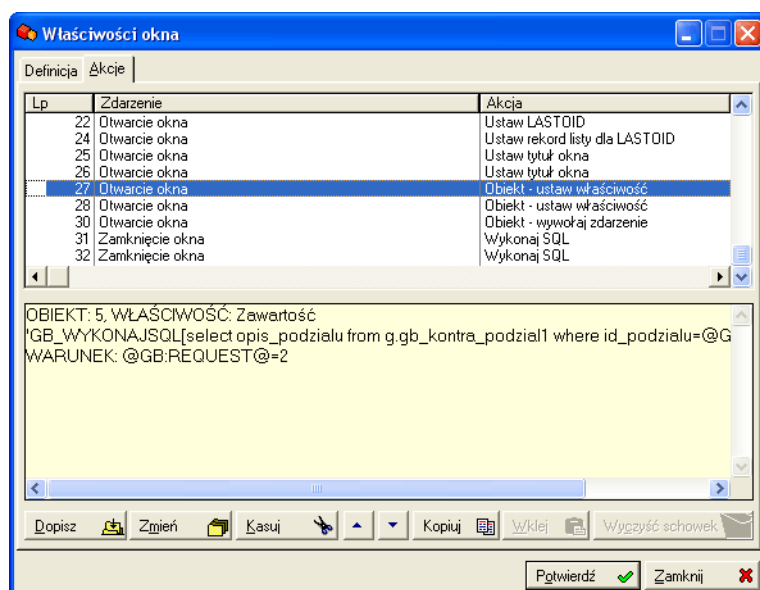 Właściwości okna
Definicja Akcje
Lp Zdarzenie Akcja
22 Otwarcie okna Ustaw LASTOID
24 Otwarcie okna Ustaw rekord listy dla LASTOID
25 Otwarcie okna Ustaw tytuł okna
26 Otwarcie okna Ustaw tytuł okna
27 Otwarcie okna Obiekt - ustaw właściwość
28 Otwarcie okna Obiekt - ustaw właściwość
30 Otwarcie okna Obiekt - wywołaj zdarzenie
31 Zamknięcie okna Wykonaj SQL
32 Zamknięcie okna Wykonaj SQL
OBIEKT: 5, WŁAŚCIWOŚĆ: Zawartość
'GB_WYKONAJSQL[select opis_podzialu from g.gb_kontra_podzial1 where id_podzialu=@G
WARUNEK: @GB:REQUEST@=2
Dopisz Zmień Kasuj Kopiuj Wklej Wyczyść schowek
Potwierdź Zamknij